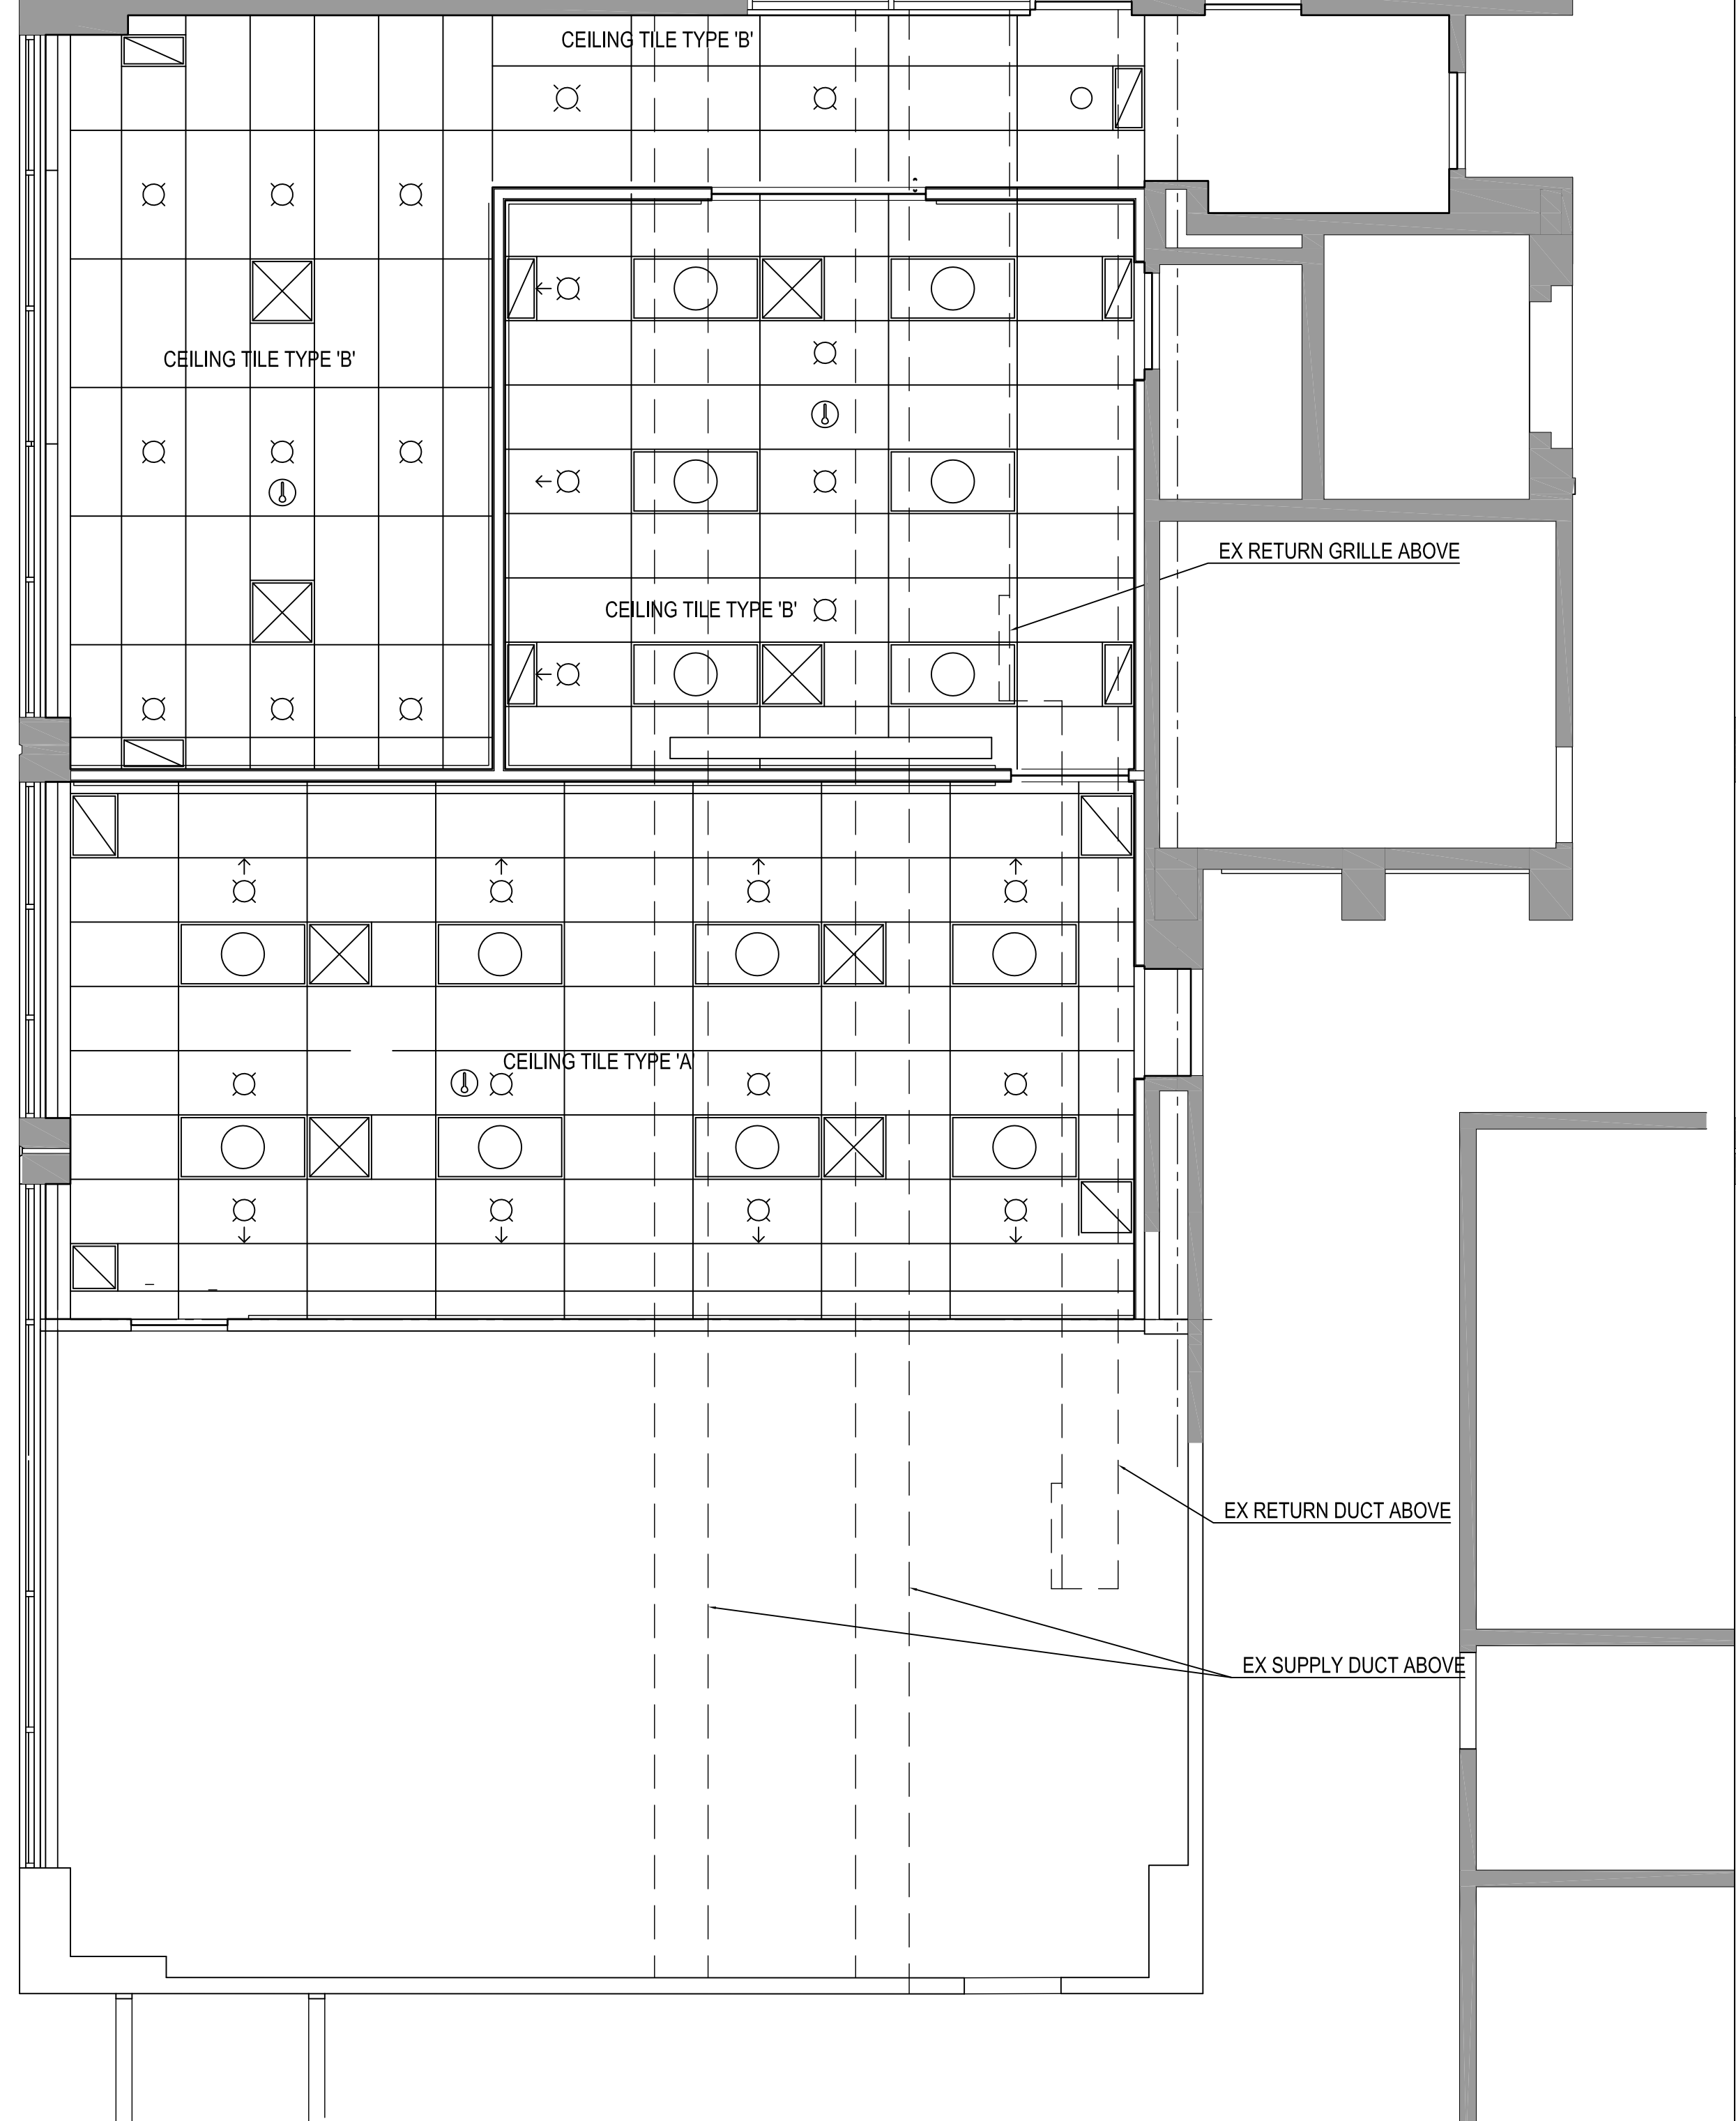 CEILING TILE TYPE 'B'
CEILING TILE TYPE 'B'
EX RETURN GRILLE ABOVE
CEILING TILE TYPE 'B'
CEILING TILE TYPE 'A'
EX RETURN DUCT ABOVE
EX SUPPLY DUCT ABOVE